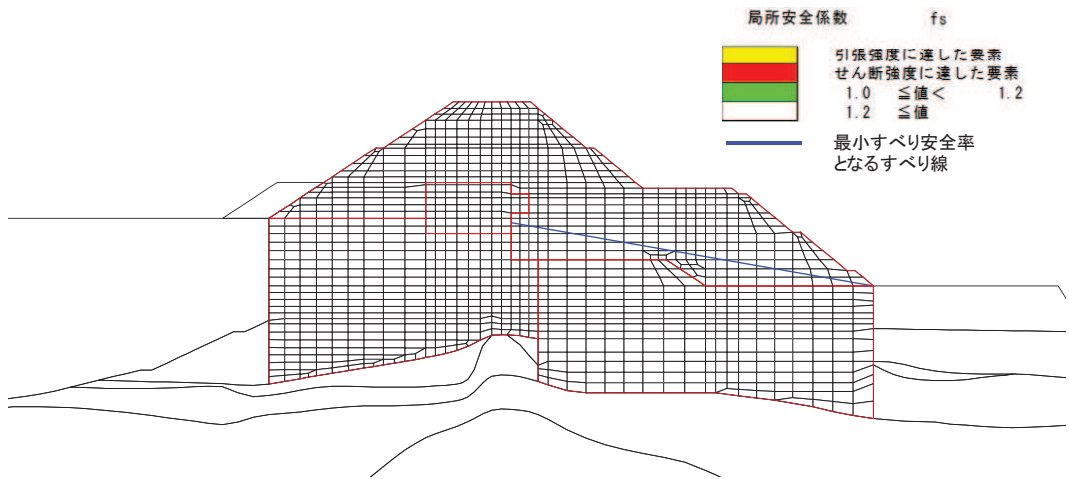 局所安全係数 fs
引張強度に達した要素
せん断強度に達した要素
1.0 ≦値< 1.2
1.2 ≦値
最小すべり安全率
となるすべり線